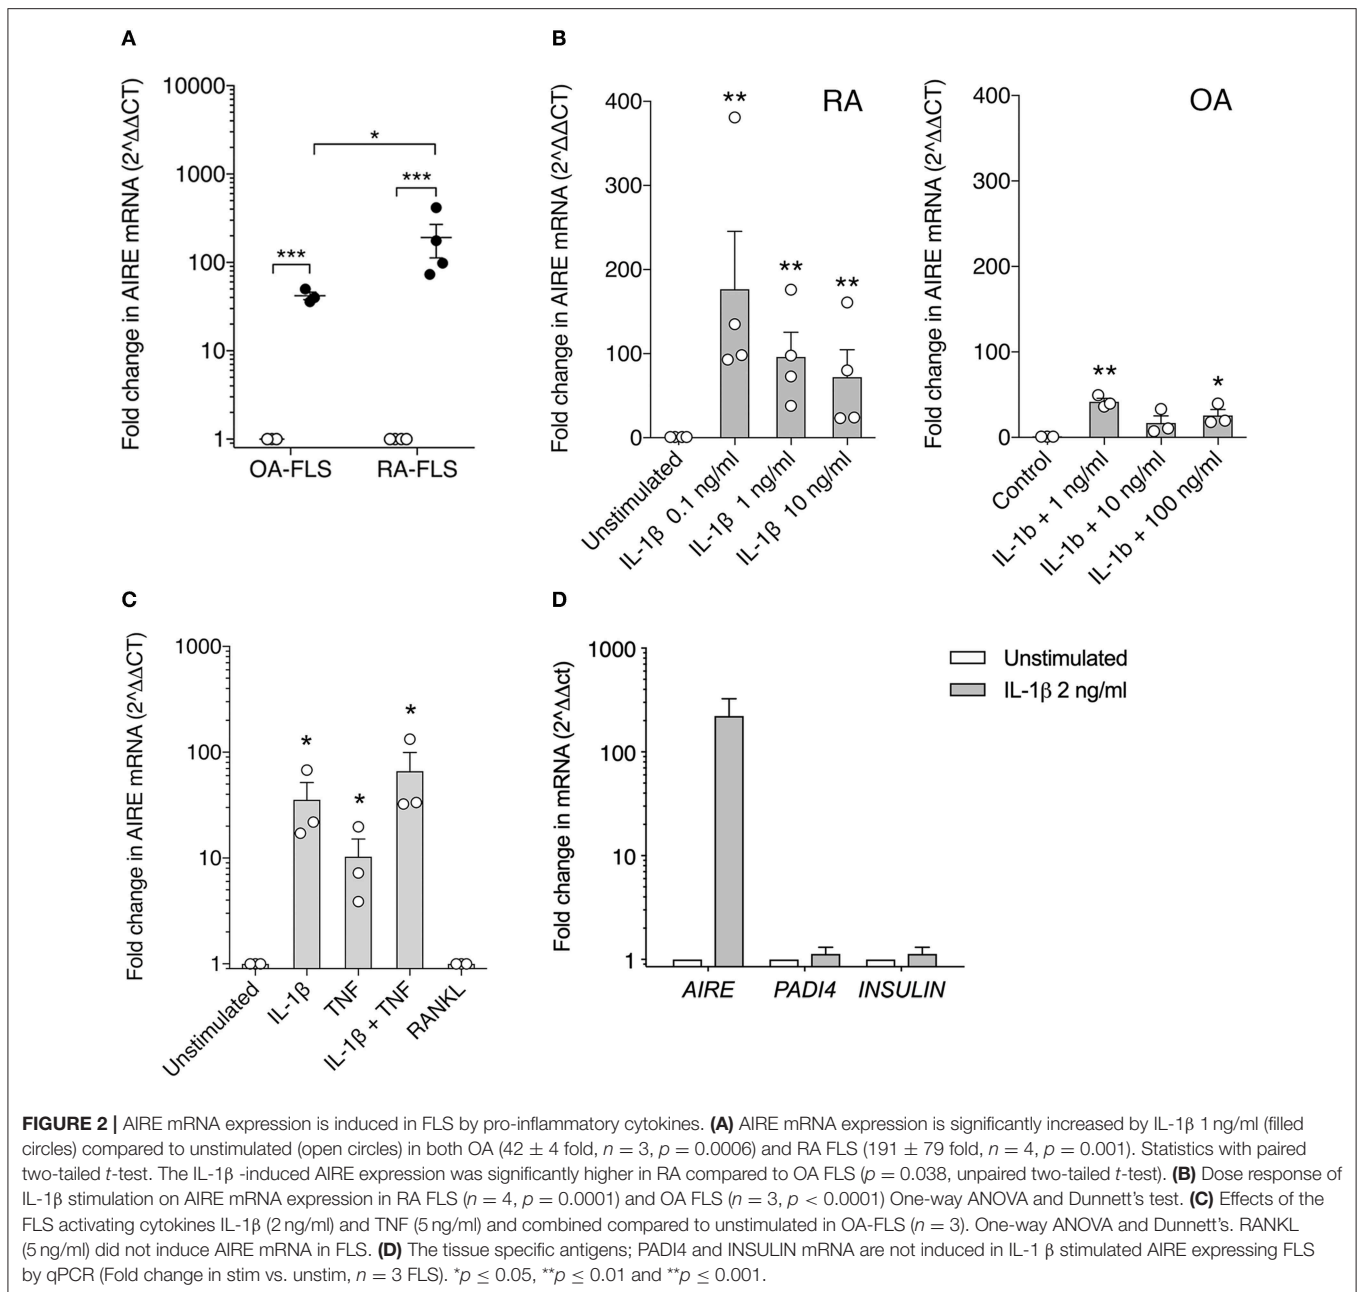 A
Fold change in AIRE mRNA (2^ΔΔCT)
10000
1000
100
10
1
*
***
***
OA-FLS
RA-FLS
B
Fold change in AIRE mRNA (2^ΔΔCT)
400
300
200
100
0
RA
**
**
**
Unstimulated
IL-1β 0.1 ng/ml
IL-1β 1 ng/ml
IL-1β 10 ng/ml
Fold change in AIRE mRNA (2^ΔΔCT)
400
300
200
100
0
OA
**
*
Control
IL-1b + 1 ng/ml
IL-1b + 10 ng/ml
IL-1b + 100 ng/ml
C
Fold change in AIRE mRNA (2^ΔΔCT)
1000
100
10
1
*
*
*
Unstimulated
IL-1β
TNF
IL-1β + TNF
RANKL
D
Fold change in mRNA (2^ΔΔct)
1000
100
10
1
Unstimulated
IL-1β 2 ng/ml
AIRE
PADI4
INSULIN
FIGURE 2 | AIRE mRNA expression is induced in FLS by pro-inflammatory cytokines. (A) AIRE mRNA expression is significantly increased by IL-1β 1 ng/ml (filled
circles) compared to unstimulated (open circles) in both OA (42 ± 4 fold, n = 3, p = 0.0006) and RA FLS (191 ± 79 fold, n = 4, p = 0.001). Statistics with paired
two-tailed t-test. The IL-1β -induced AIRE expression was significantly higher in RA compared to OA FLS (p = 0.038, unpaired two-tailed t-test). (B) Dose response of
IL-1β stimulation on AIRE mRNA expression in RA FLS (n = 4, p = 0.0001) and OA FLS (n = 3, p < 0.0001) One-way ANOVA and Dunnett's test. (C) Effects of the
FLS activating cytokines IL-1β (2 ng/ml) and TNF (5 ng/ml) and combined compared to unstimulated in OA-FLS (n = 3). One-way ANOVA and Dunnett's. RANKL
(5 ng/ml) did not induce AIRE mRNA in FLS. (D) The tissue specific antigens; PADI4 and INSULIN mRNA are not induced in IL-1 β stimulated AIRE expressing FLS
by qPCR (Fold change in stim vs. unstim, n = 3 FLS). *p ≤ 0.05, **p ≤ 0.01 and **p ≤ 0.001.